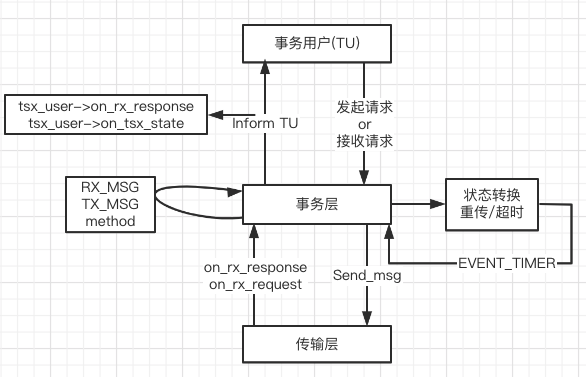 事务用户(TU)
tsx_user->on_rx_response
tsx_user->on_tsx_state
Inform TU
发起请求
or
接收请求
RX_MSG
TX_MSG
method
事务层
状态转换
重传/超时
EVENT_TIMER
on_rx_response
on_rx_request
Send_msg
传输层